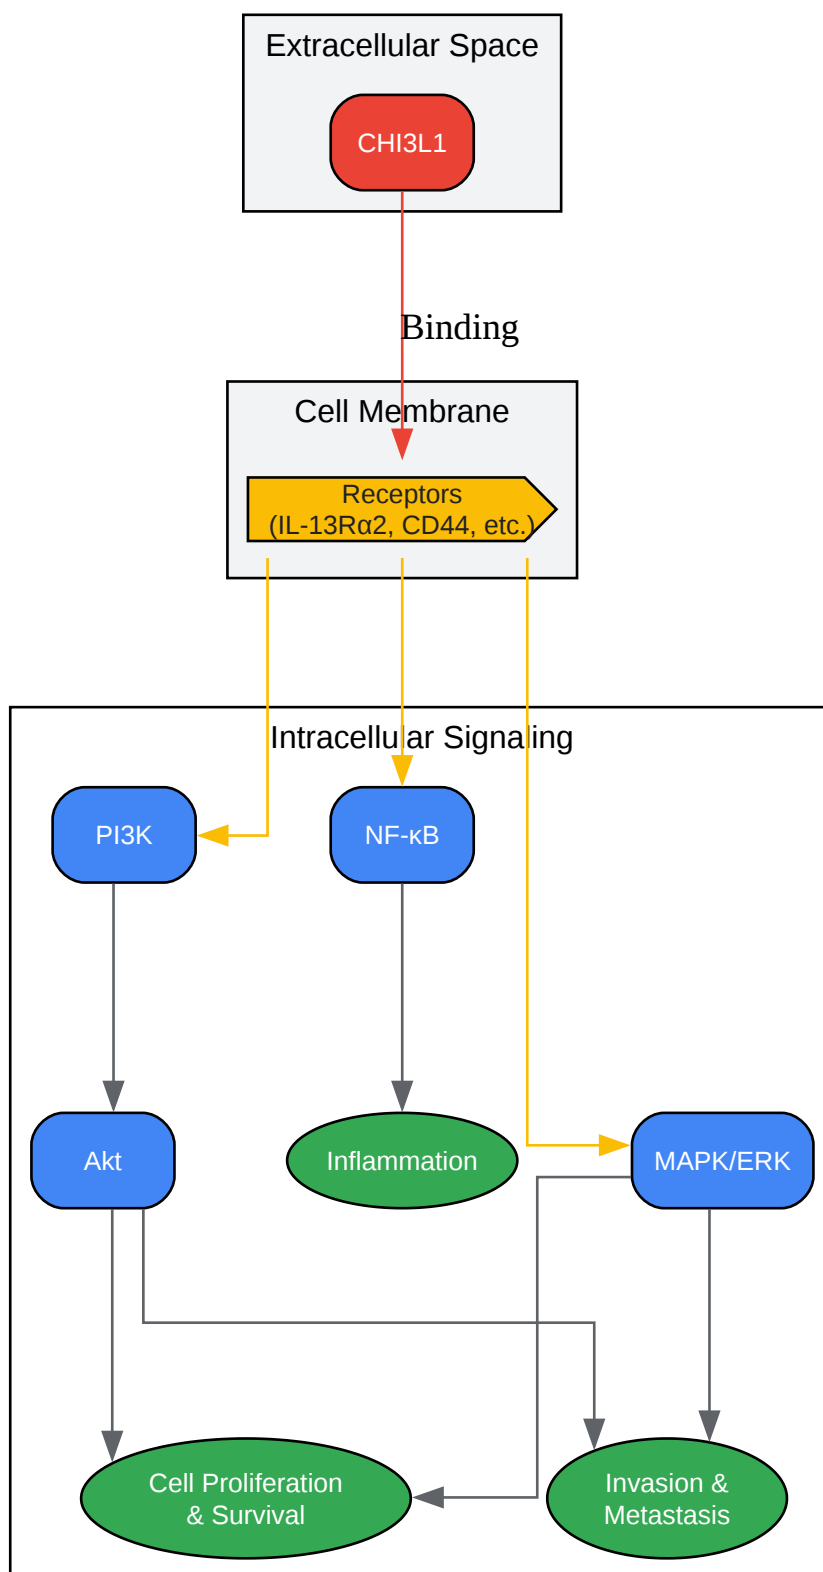 Extracellular Space
CHI3L1
Binding
Cell Membrane
Receptors
(IL-13Rα2, CD44, etc.)
Intracellular Signaling
PI3K
NF-κB
Akt
Inflammation
MAPK/ERK
Cell Proliferation
& Survival
Invasion &
Metastasis